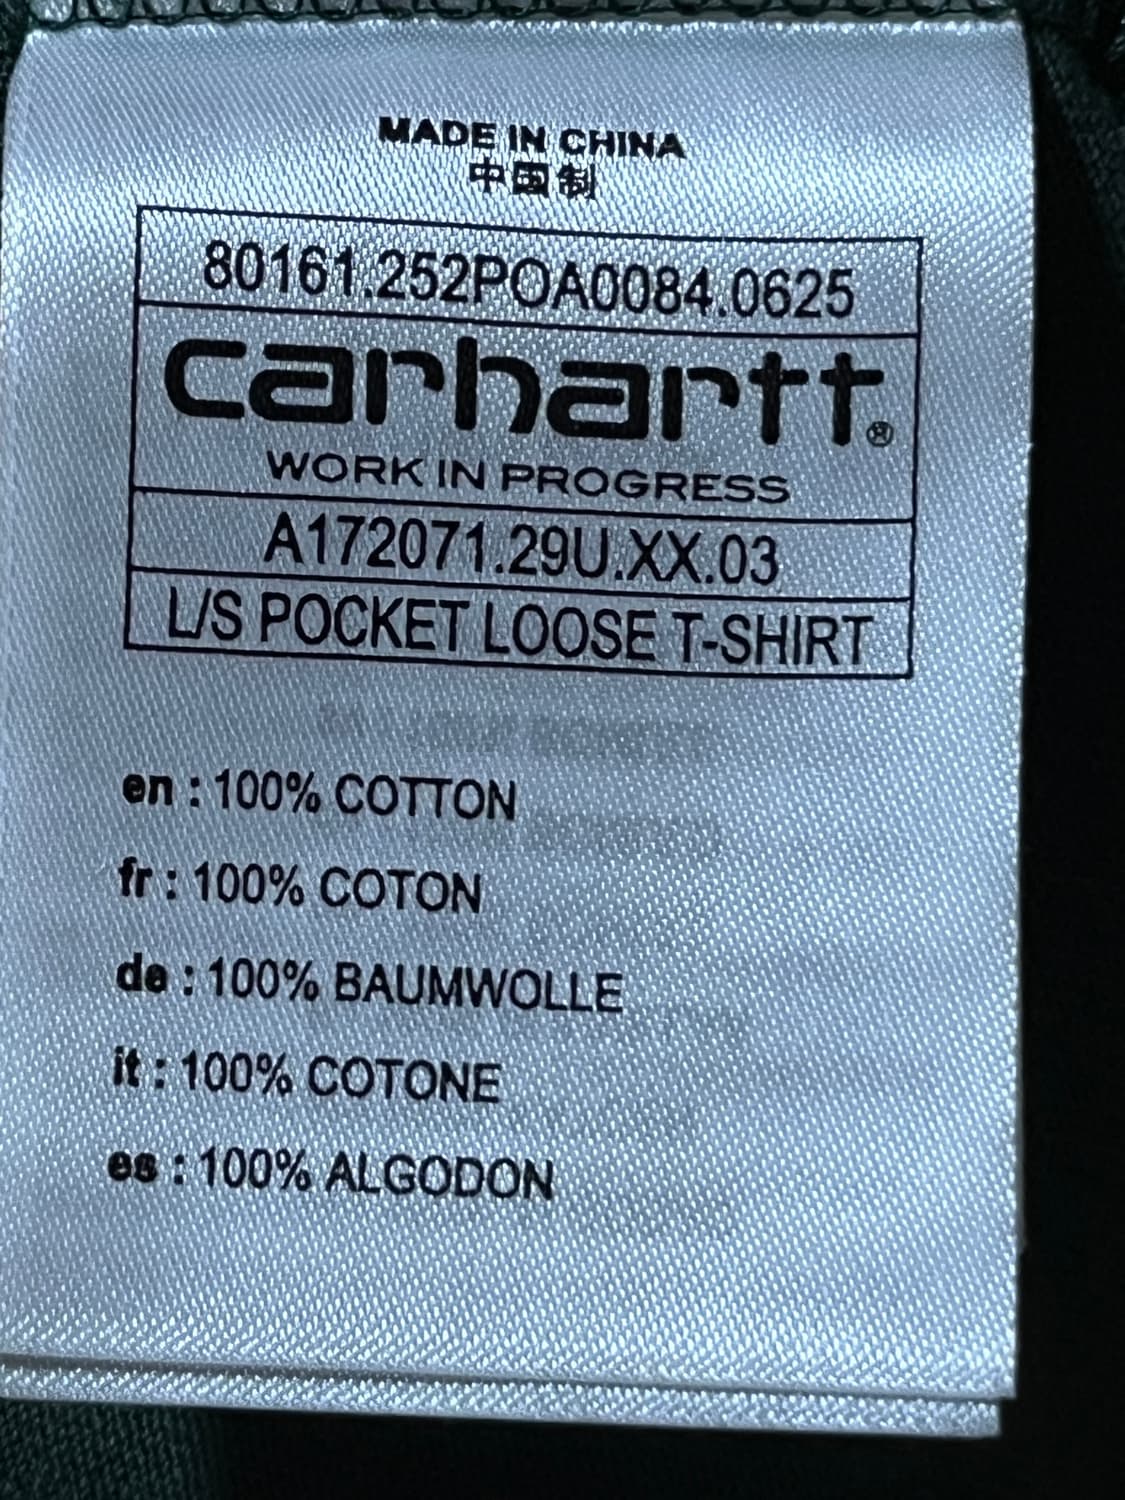 MADE IN CHINA
中国制
80161.252POA0084.0625
carhartt®
WORK IN PROGRESS
A172071.29U.XX.03
L/S POCKET LOOSE T-SHIRT
en : 100% COTTON
fr : 100% COTON
de : 100% BAUMWOLLE
it : 100% COTONE
es : 100% ALGODON